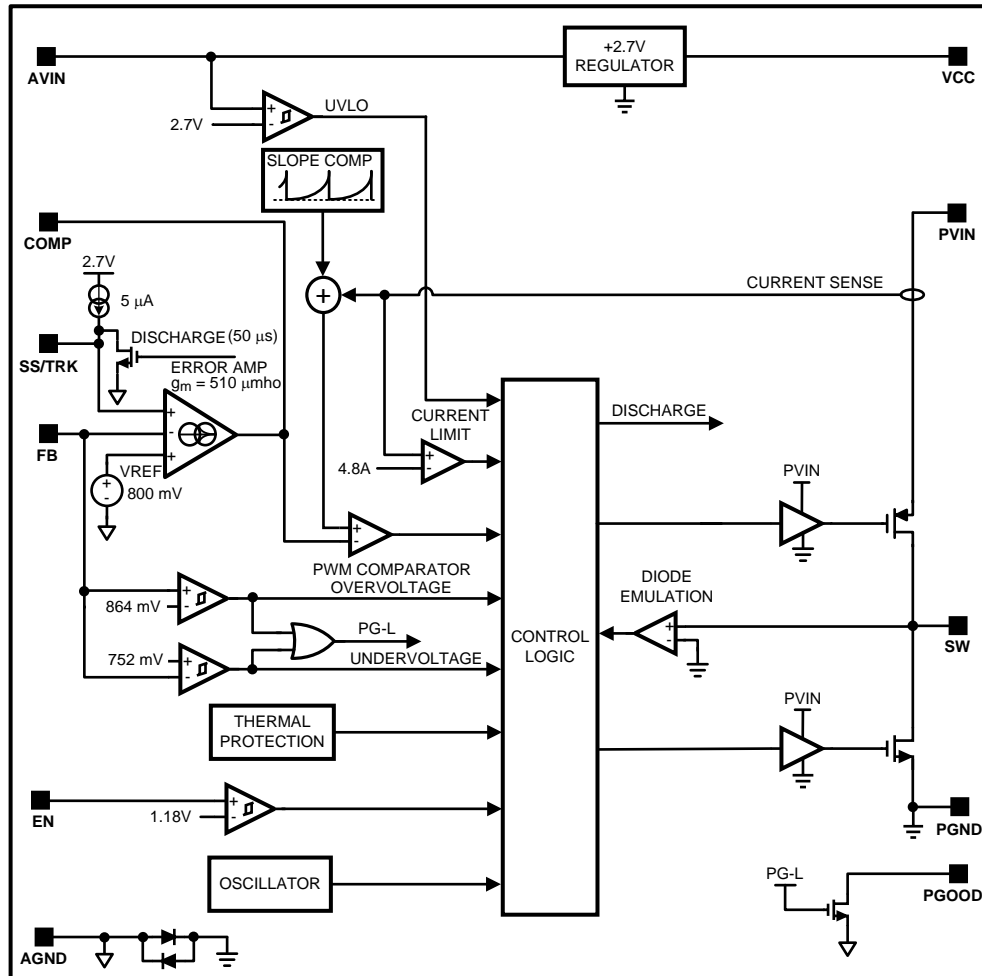 +2.7V
REGULATOR
AVIN
VCC
UVLO
+
-
2.7V
SLOPE COMP
COMP
PVIN
2.7V
5 μA
+
CURRENT SENSE
DISCHARGE (50 μs)
SS/TRK
ERROR AMP
gm = 510 μmho
+
-
+
FB
VREF
+
-
800 mV
CURRENT
LIMIT
+
-
4.8A
DISCHARGE
PVIN
+
-
PWM COMPARATOR
OVERVOLTAGE
+
-
864 mV
PG-L
752 mV
+
-
UNDERVOLTAGE
CONTROL
LOGIC
DIODE
EMULATION
+
-
SW
PVIN
THERMAL
PROTECTION
EN
+
-
1.18V
PGND
OSCILLATOR
PG-L
PGOOD
AGND